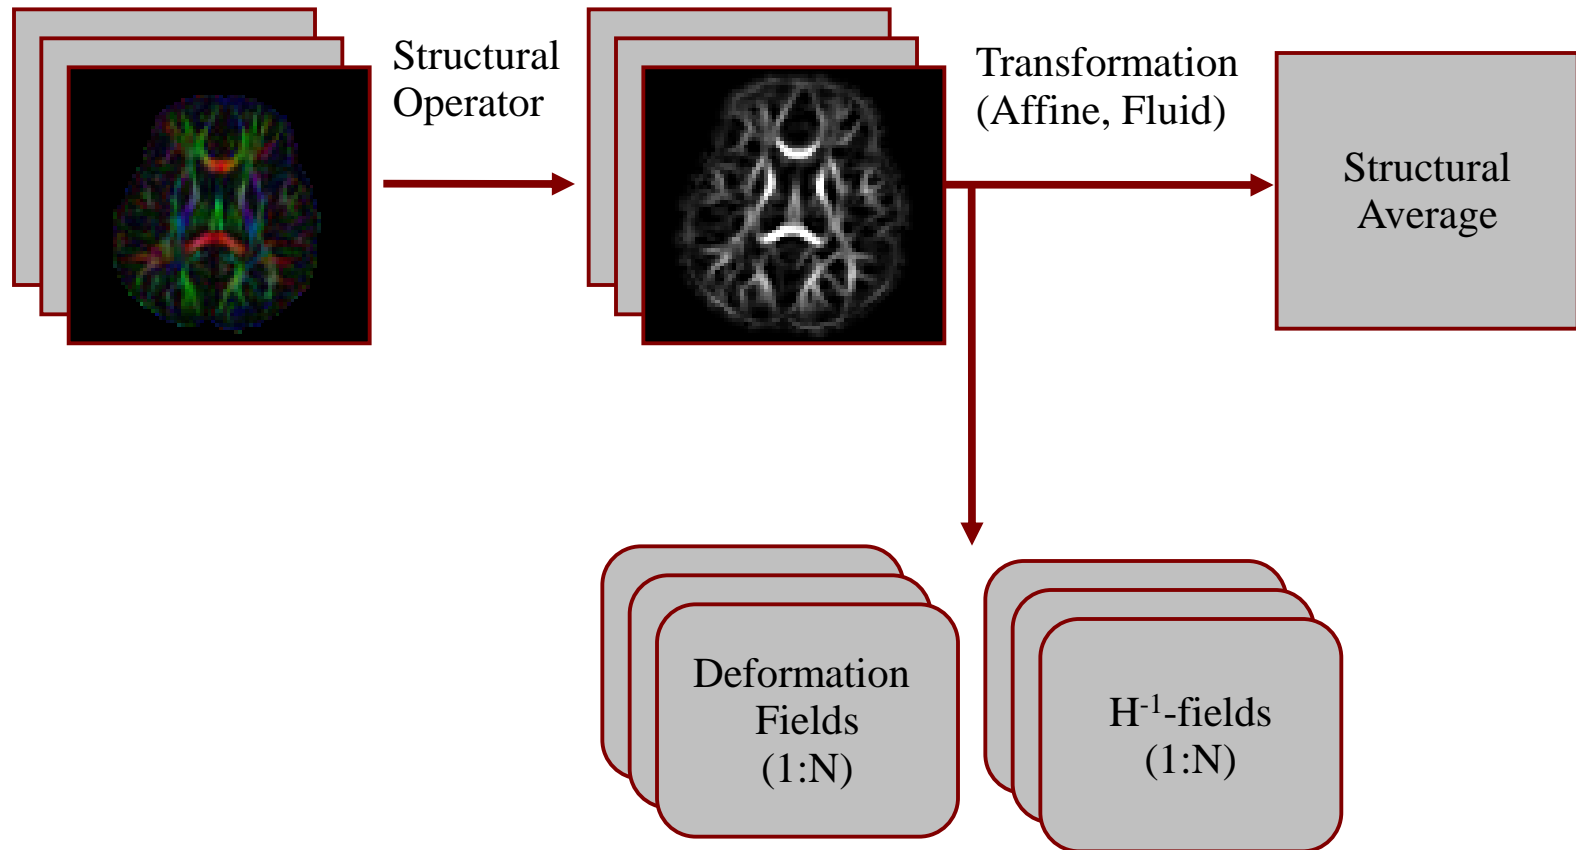 Structural
Operator
Transformation
(Affine, Fluid)
Structural
Average
Deformation
Fields
(1:N)
H⁻¹-fields
(1:N)